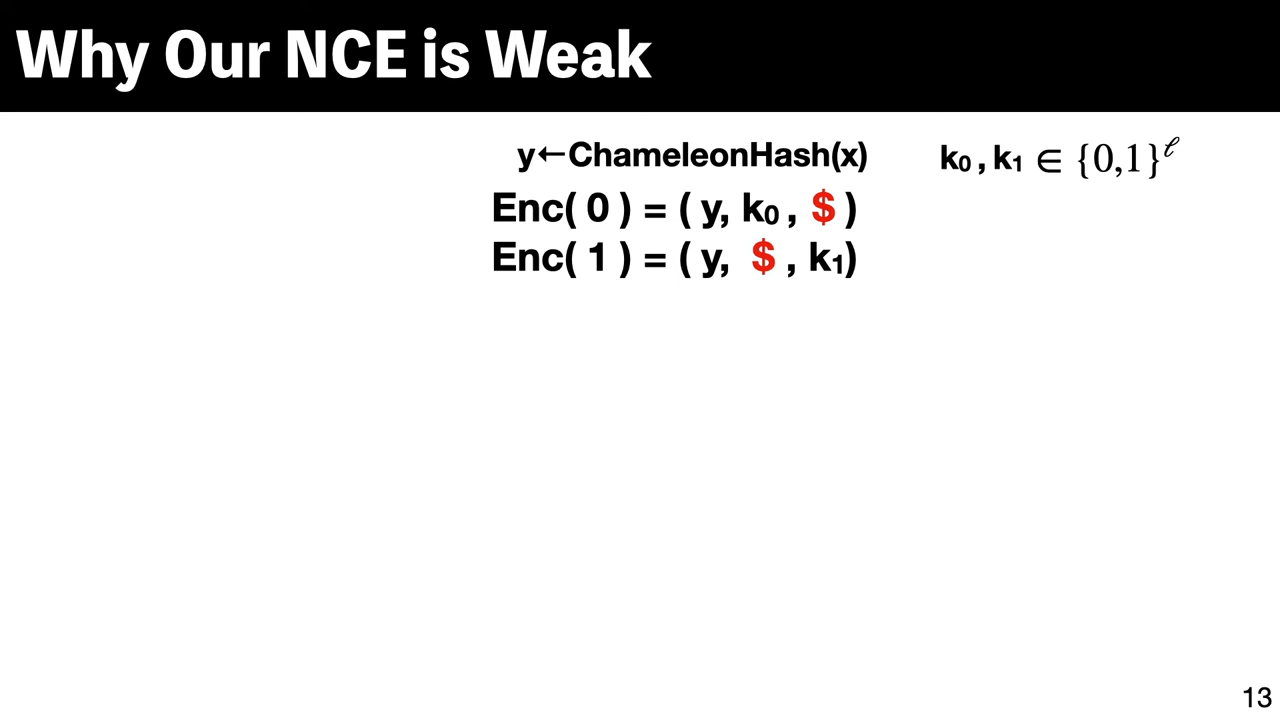 Why Our NCE is Weak
y←ChameleonHash(x) k₀ , k₁ ∈ {0,1}^ℓ
Enc( 0 ) = ( y, k₀ , $ )
Enc( 1 ) = ( y, $ , k₁)
13